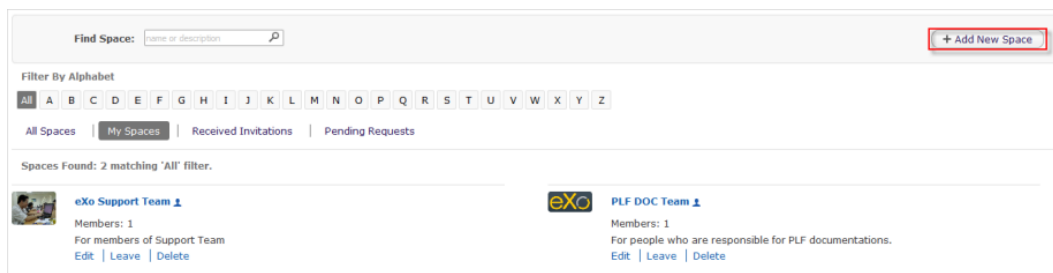 Find Space: name or description + Add New Space
Filter By Alphabet
All A B C D E F G H I J K L M N O P Q R S T U V W X Y Z
All Spaces | My Spaces | Received Invitations | Pending Requests
Spaces Found: 2 matching 'All' filter.
eXo Support Team
Members: 1
For members of Support Team
Edit | Leave | Delete
eXo
PLF DOC Team
Members: 1
For people who are responsible for PLF documentations.
Edit | Leave | Delete